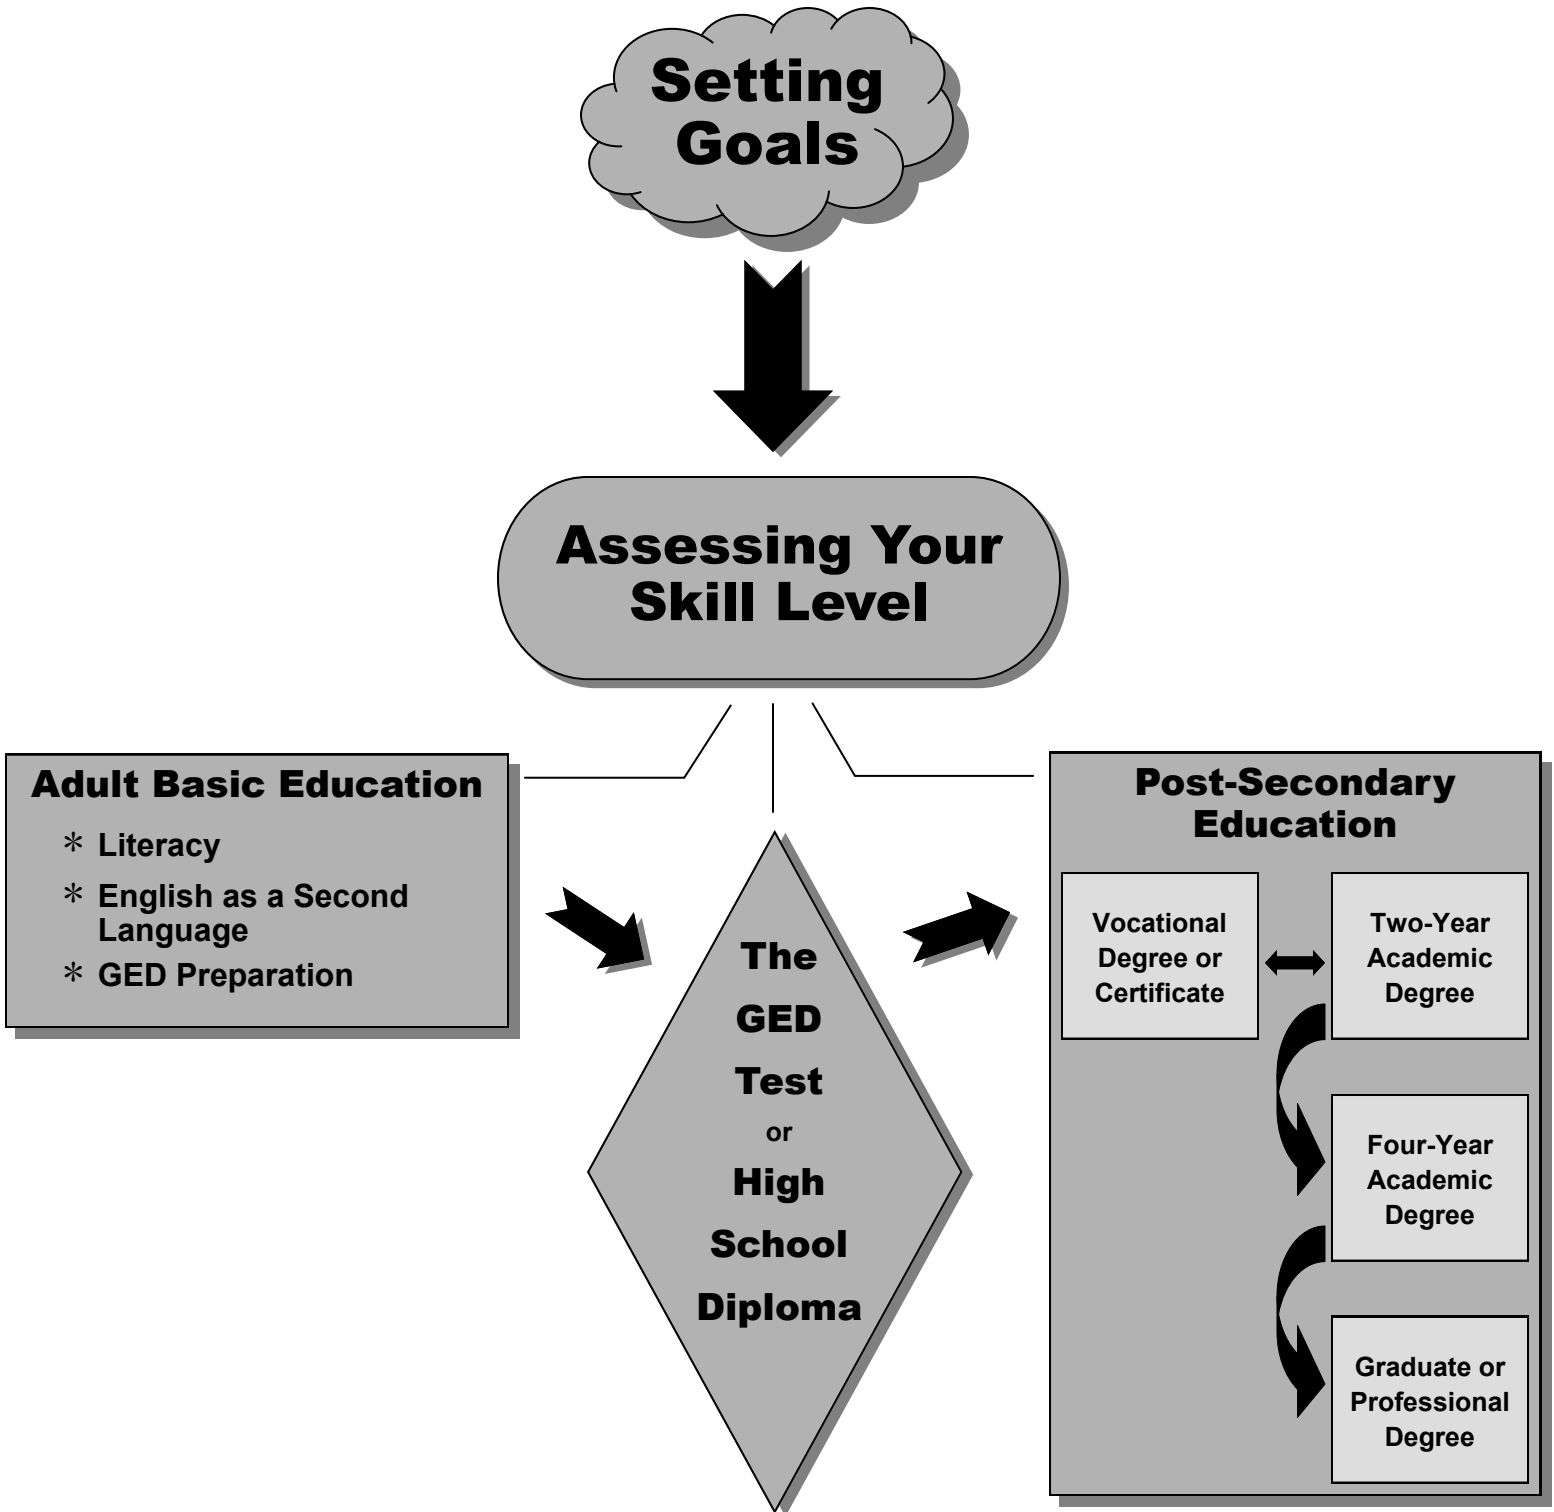 Setting
Goals
Assessing Your
Skill Level
Adult Basic Education
* Literacy
* English as a Second
Language
* GED Preparation
The
GED
Test
or
High
School
Diploma
Post-Secondary
Education
Vocational
Degree or
Certificate
Two-Year
Academic
Degree
Four-Year
Academic
Degree
Graduate or
Professional
Degree